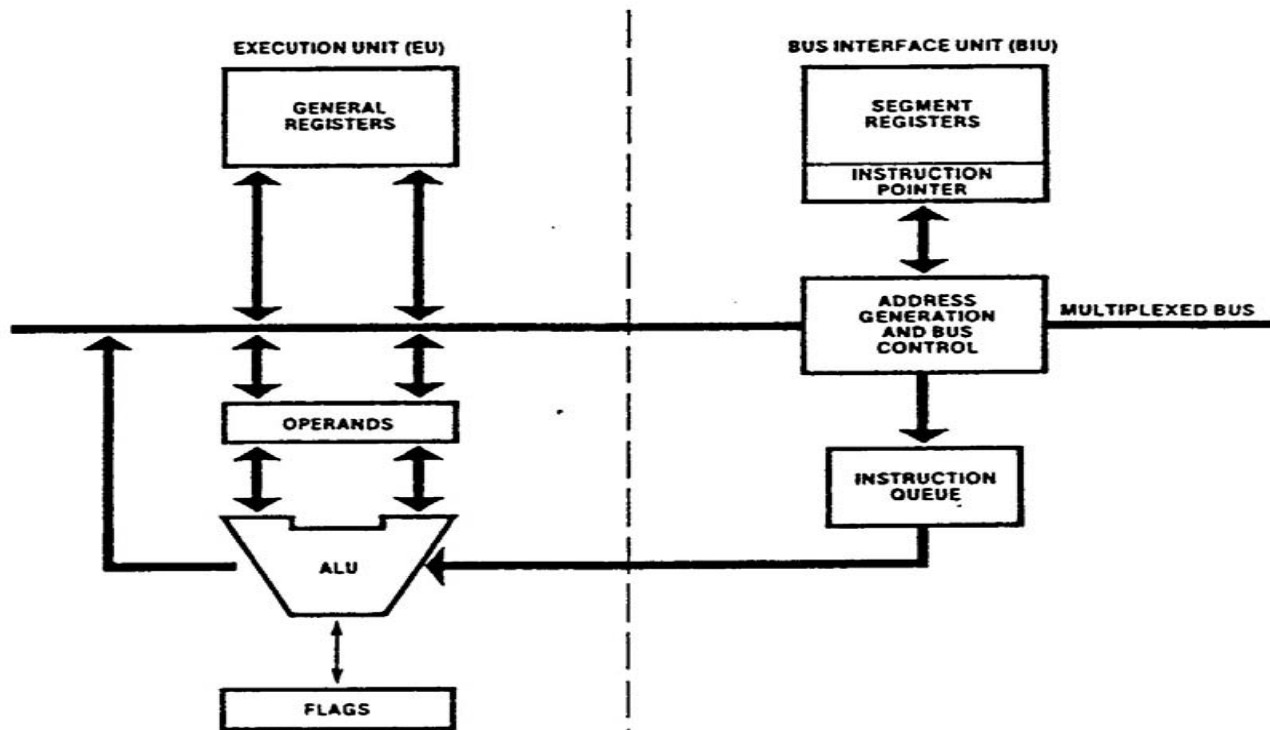 EXECUTION UNIT (EU)
GENERAL
REGISTERS
OPERANDS
ALU
FLAGS
BUS INTERFACE UNIT (BIU)
SEGMENT
REGISTERS
INSTRUCTION
POINTER
ADDRESS
GENERATION
AND BUS
CONTROL
MULTIPLEXED BUS
INSTRUCTION
QUEUE